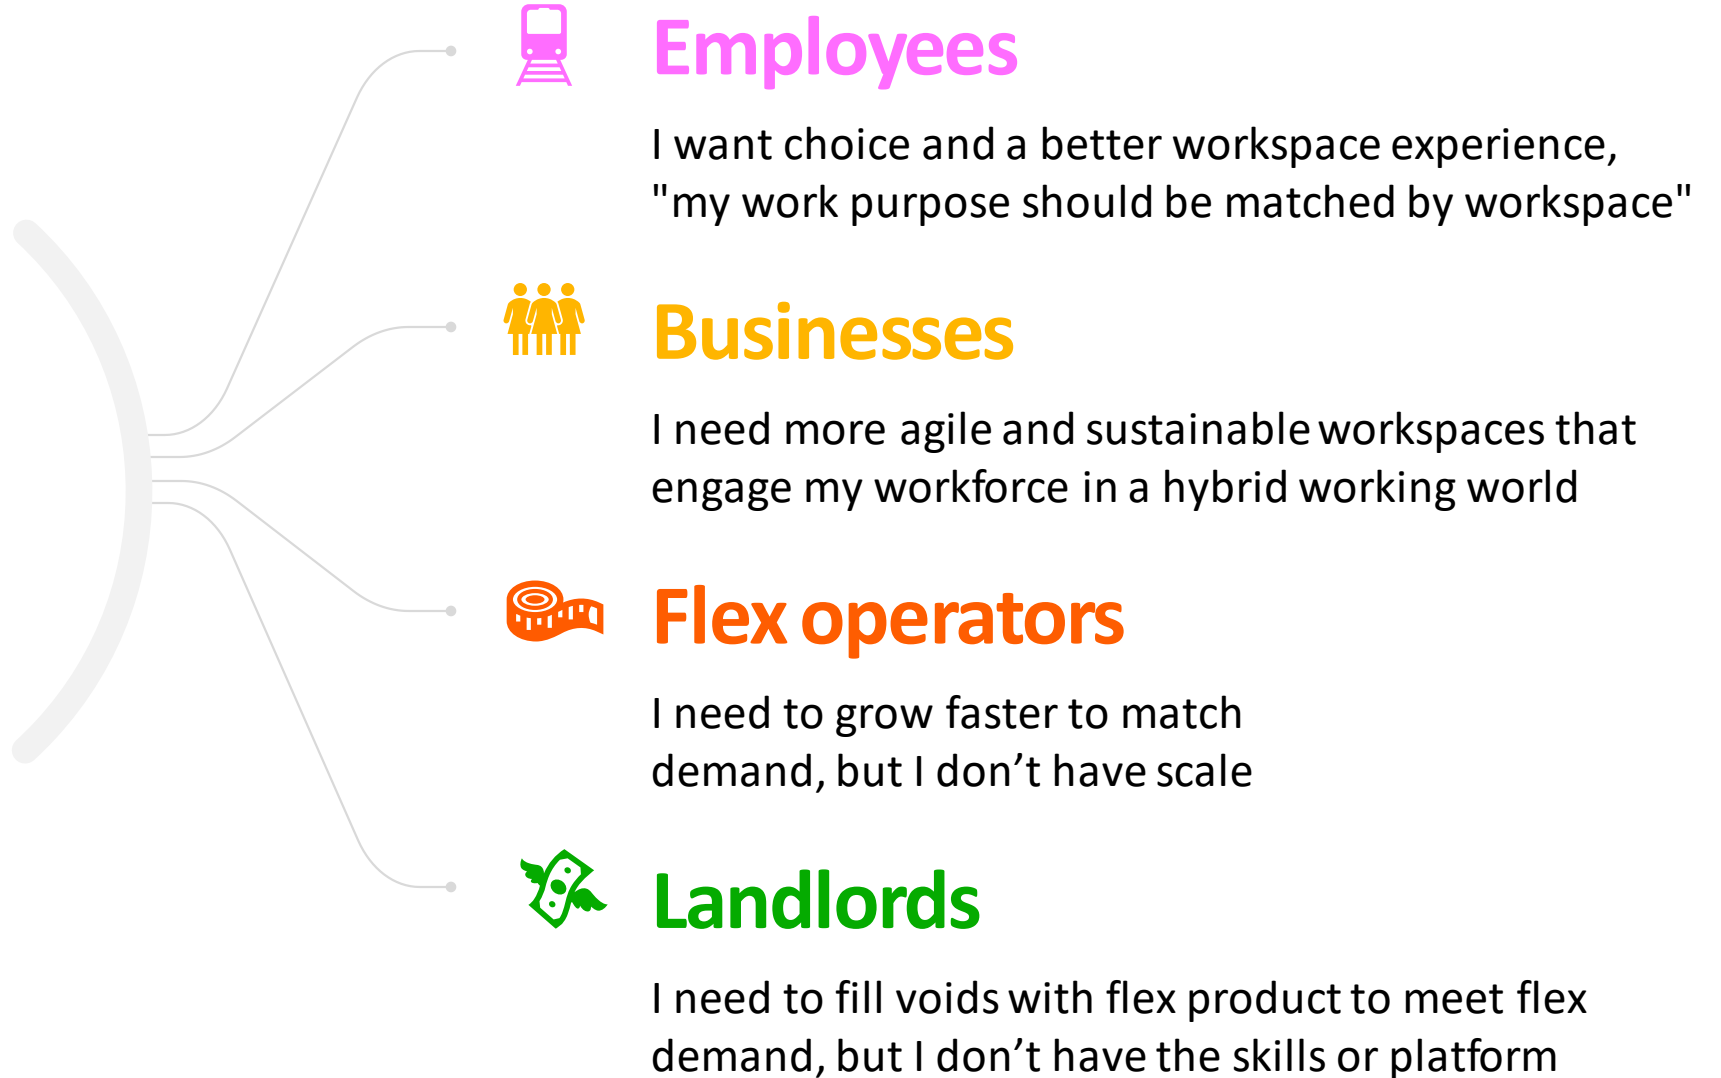 Employees
I want choice and a better workspace experience,
"my work purpose should be matched by workspace"
Businesses
I need more agile and sustainable workspaces that
engage my workforce in a hybrid working world
Flex operators
I need to grow faster to match
demand, but I don’t have scale
Landlords
I need to fill voids with flex product to meet flex
demand, but I don’t have the skills or platform